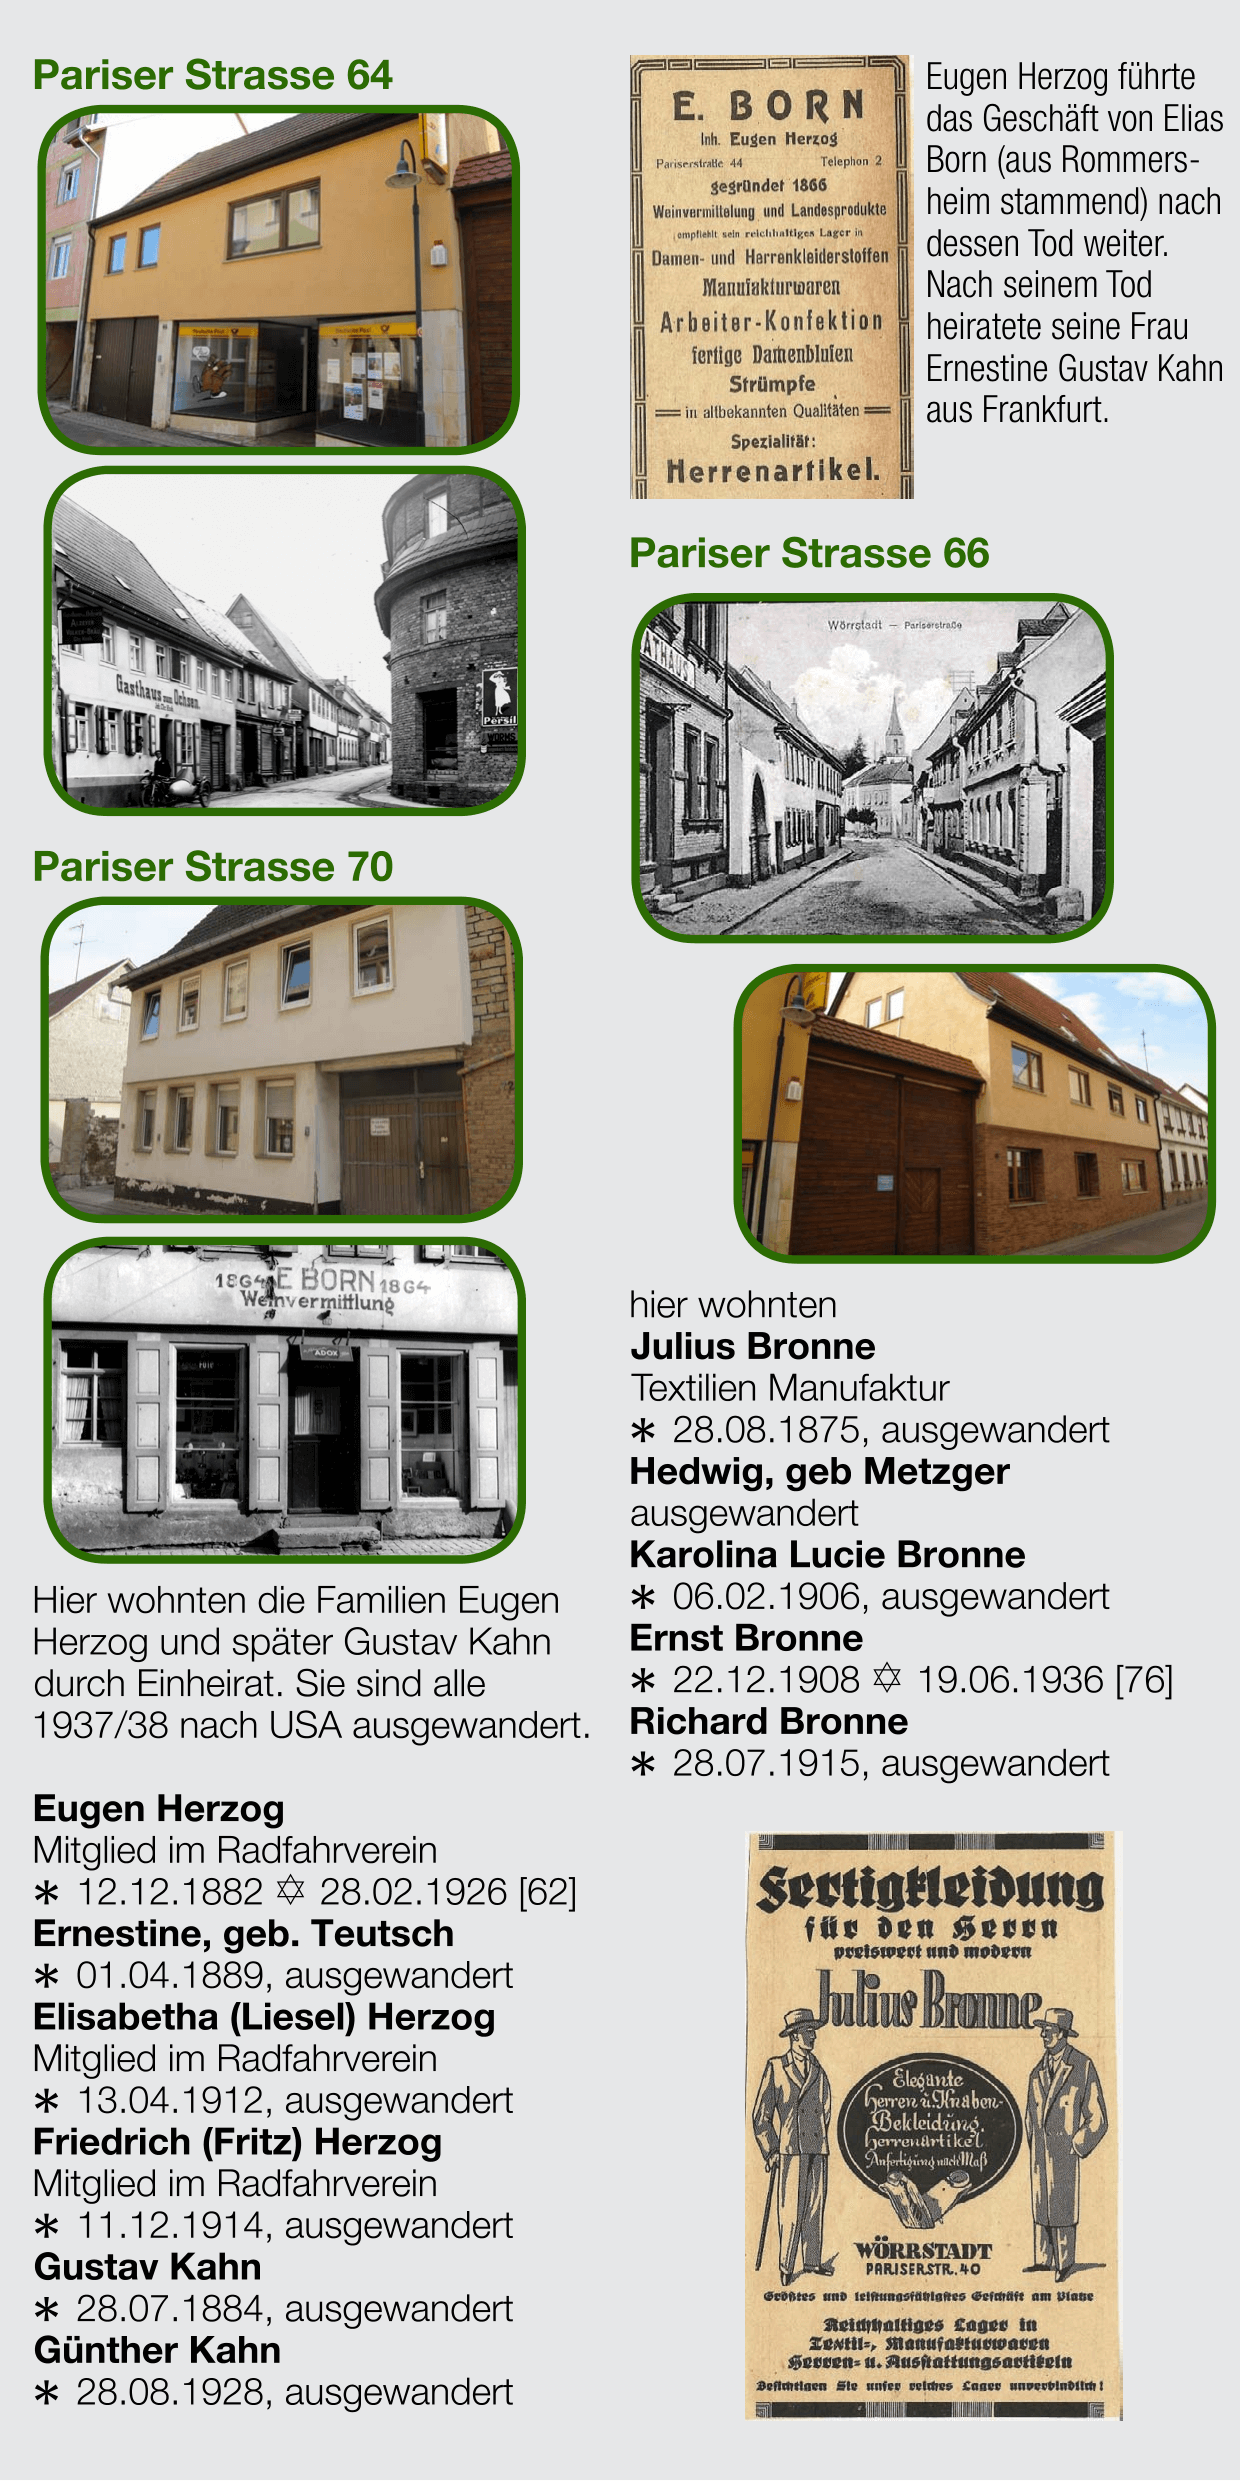 Pariser Strasse 64
Deutsche Post
Deutsche Post
Gasthaus zum Ochsen.
Persil
WORMS
Pariser Strasse 70
1864 E BORN 1864
Weinvermittlung
ADOX
Hier wohnten die Familien Eugen
Herzog und später Gustav Kahn
durch Einheirat. Sie sind alle
1937/38 nach USA ausgewandert.
Eugen Herzog
Mitglied im Radfahrverein
* 12.12.1882 ✡ 28.02.1926 [62]
Ernestine, geb. Teutsch
* 01.04.1889, ausgewandert
Elisabetha (Liesel) Herzog
Mitglied im Radfahrverein
* 13.04.1912, ausgewandert
Friedrich (Fritz) Herzog
Mitglied im Radfahrverein
* 11.12.1914, ausgewandert
Gustav Kahn
* 28.07.1884, ausgewandert
Günther Kahn
* 28.08.1928, ausgewandert
E. BORN
Inh. Eugen Herzog
Pariserstraße 44 Telephon 2
gegründet 1866
Weinvermittelung und Landesprodukte
empfiehlt sein reichhaltiges Lager in
Damen- und Herrenkleiderstoffen
Manufakturwaren
Arbeiter-Konfektion
fertige Damenblusen
Strümpfe
in altbekannten Qualitäten
Spezialität:
Herrenartikel.
Eugen Herzog führte
das Geschäft von Elias
Born (aus Rommers-
heim stammend) nach
dessen Tod weiter.
Nach seinem Tod
heiratete seine Frau
Ernestine Gustav Kahn
aus Frankfurt.
Pariser Strasse 66
Wörrstadt – Pariserstraße
ATHAUS
hier wohnten
Julius Bronne
Textilien Manufaktur
* 28.08.1875, ausgewandert
Hedwig, geb Metzger
ausgewandert
Karolina Lucie Bronne
* 06.02.1906, ausgewandert
Ernst Bronne
* 22.12.1908 ✡ 19.06.1936 [76]
Richard Bronne
* 28.07.1915, ausgewandert
Fertigkleidung
für den Herrn
preiswert und modern
Julius Bronne
Elegante
Herren u. Knaben-
Bekleidung.
Herrenartikel
Anfertigung nach Maß
WÖRRSTADT
PARISERSTR. 40
Größtes und leistungsfähigstes Geschäft am Platze
Reichhaltiges Lager in
Textil-, Manufakturwaren
Herren- u. Ausstattungsartikeln
Besichtigen Sie unser reiches Lager unverbindlich!